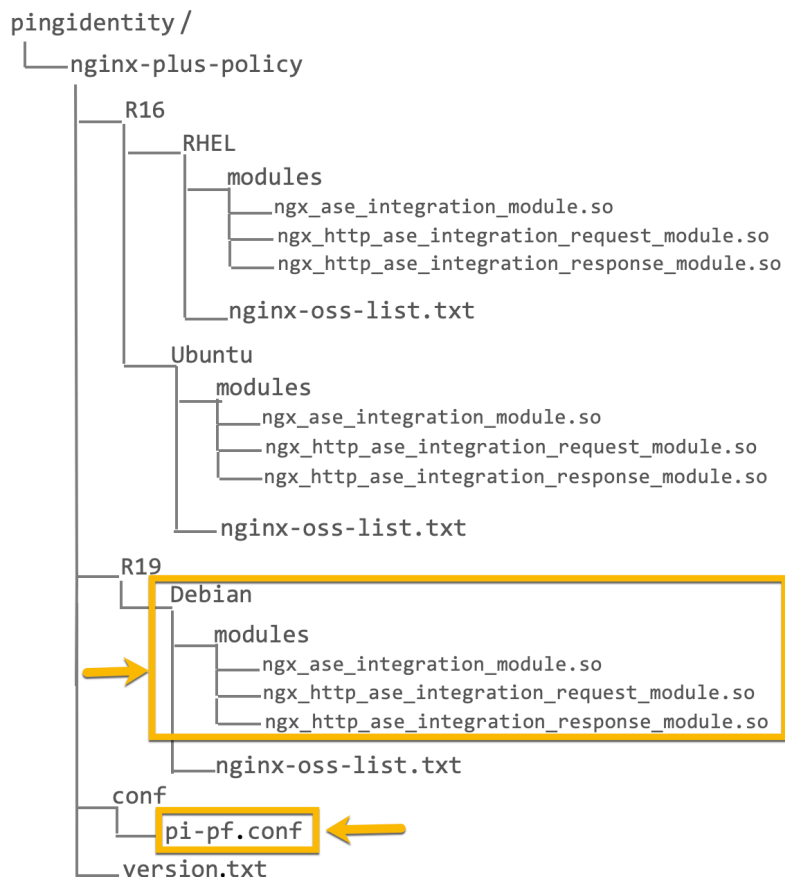 pingidentity/
nginx-plus-policy
R16
RHEL
modules
ngx_ase_integration_module.so
ngx_http_ase_integration_request_module.so
ngx_http_ase_integration_response_module.so
nginx-oss-list.txt
Ubuntu
modules
ngx_ase_integration_module.so
ngx_http_ase_integration_request_module.so
ngx_http_ase_integration_response_module.so
nginx-oss-list.txt
R19
Debian
modules
ngx_ase_integration_module.so
ngx_http_ase_integration_request_module.so
ngx_http_ase_integration_response_module.so
nginx-oss-list.txt
conf
pi-pf.conf
version.txt